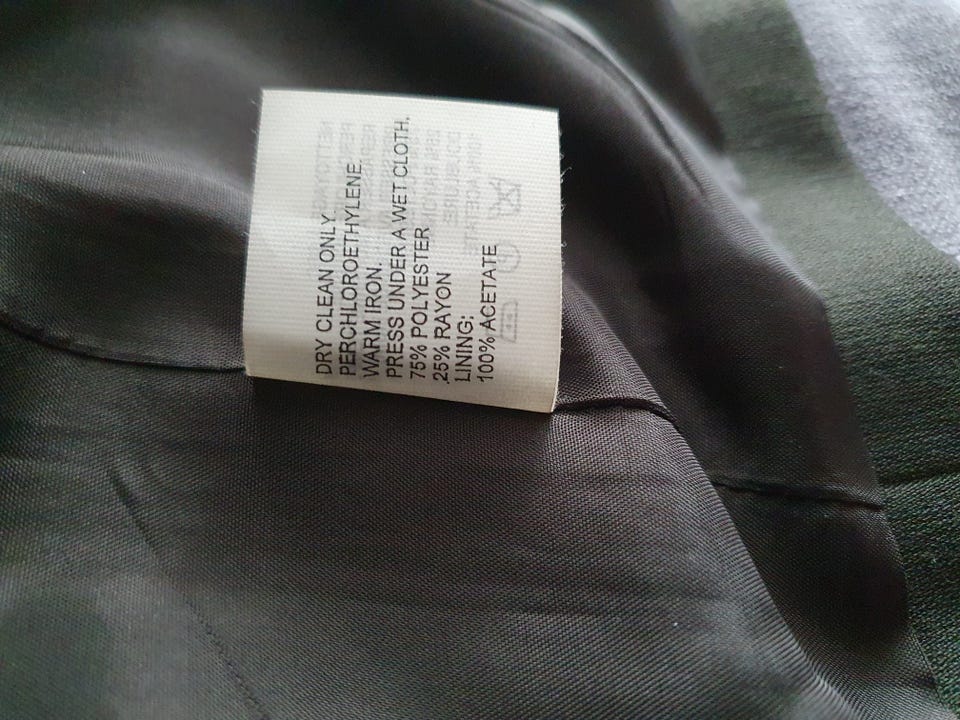 DRY CLEAN ONLY
PERCHLOROETHYLENE.
WARM IRON.
PRESS UNDER A WET CLOTH.
75% POLYESTER
.25% RAYON
LINING:
100% ACETATE